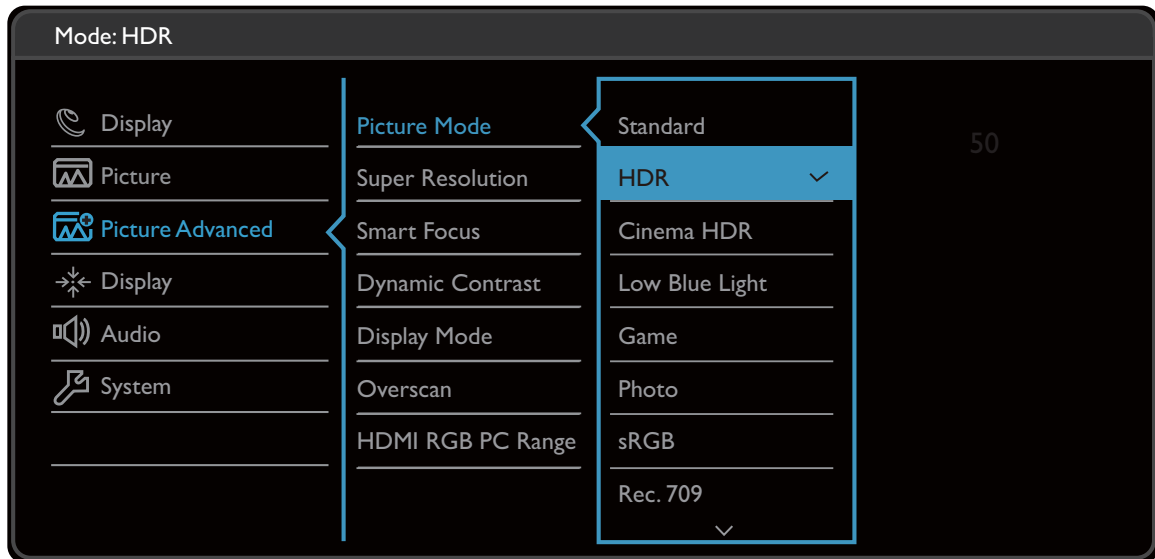 Mode: HDR
Display
Picture
Picture Advanced
Display
Audio
System
Picture Mode
Super Resolution
Smart Focus
Dynamic Contrast
Display Mode
Overscan
HDMI RGB PC Range
Standard
HDR
Cinema HDR
Low Blue Light
Game
Photo
sRGB
Rec. 709
50